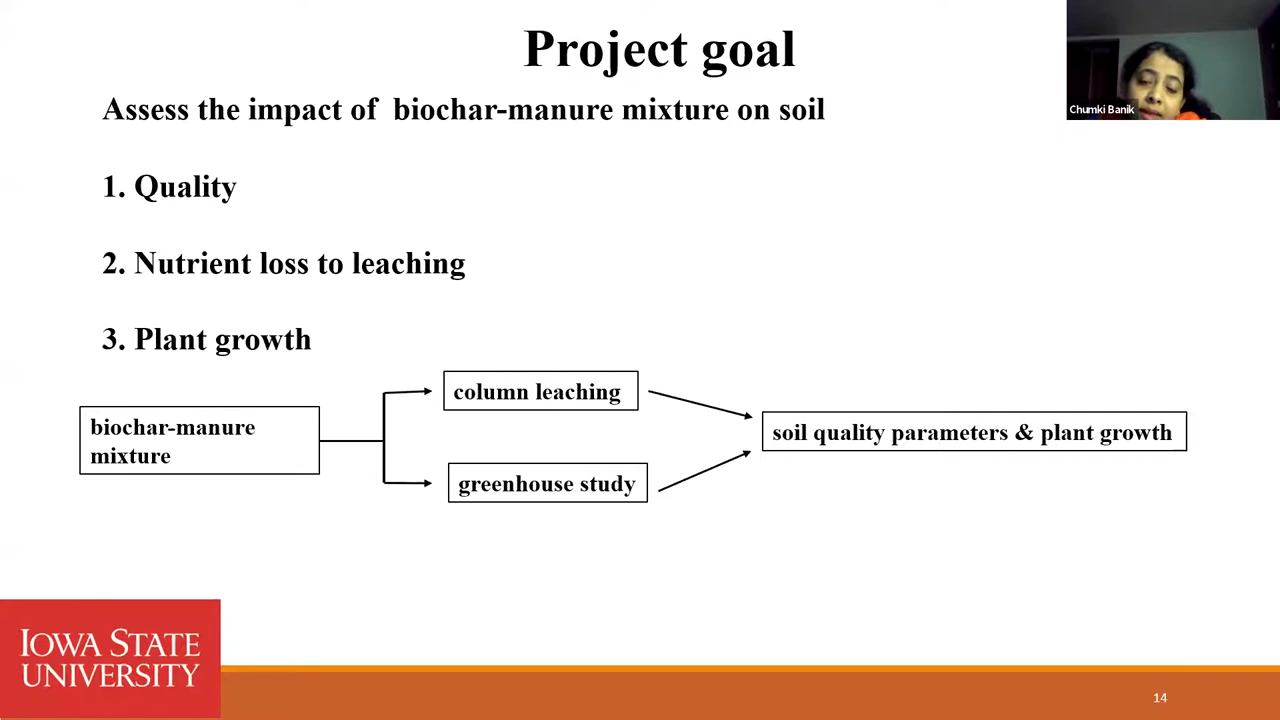 Project goal
Chumki Banik
Assess the impact of biochar-manure mixture on soil
1. Quality
2. Nutrient loss to leaching
3. Plant growth
biochar-manure
mixture
column leaching
greenhouse study
soil quality parameters & plant growth
IOWA STATE
UNIVERSITY
14